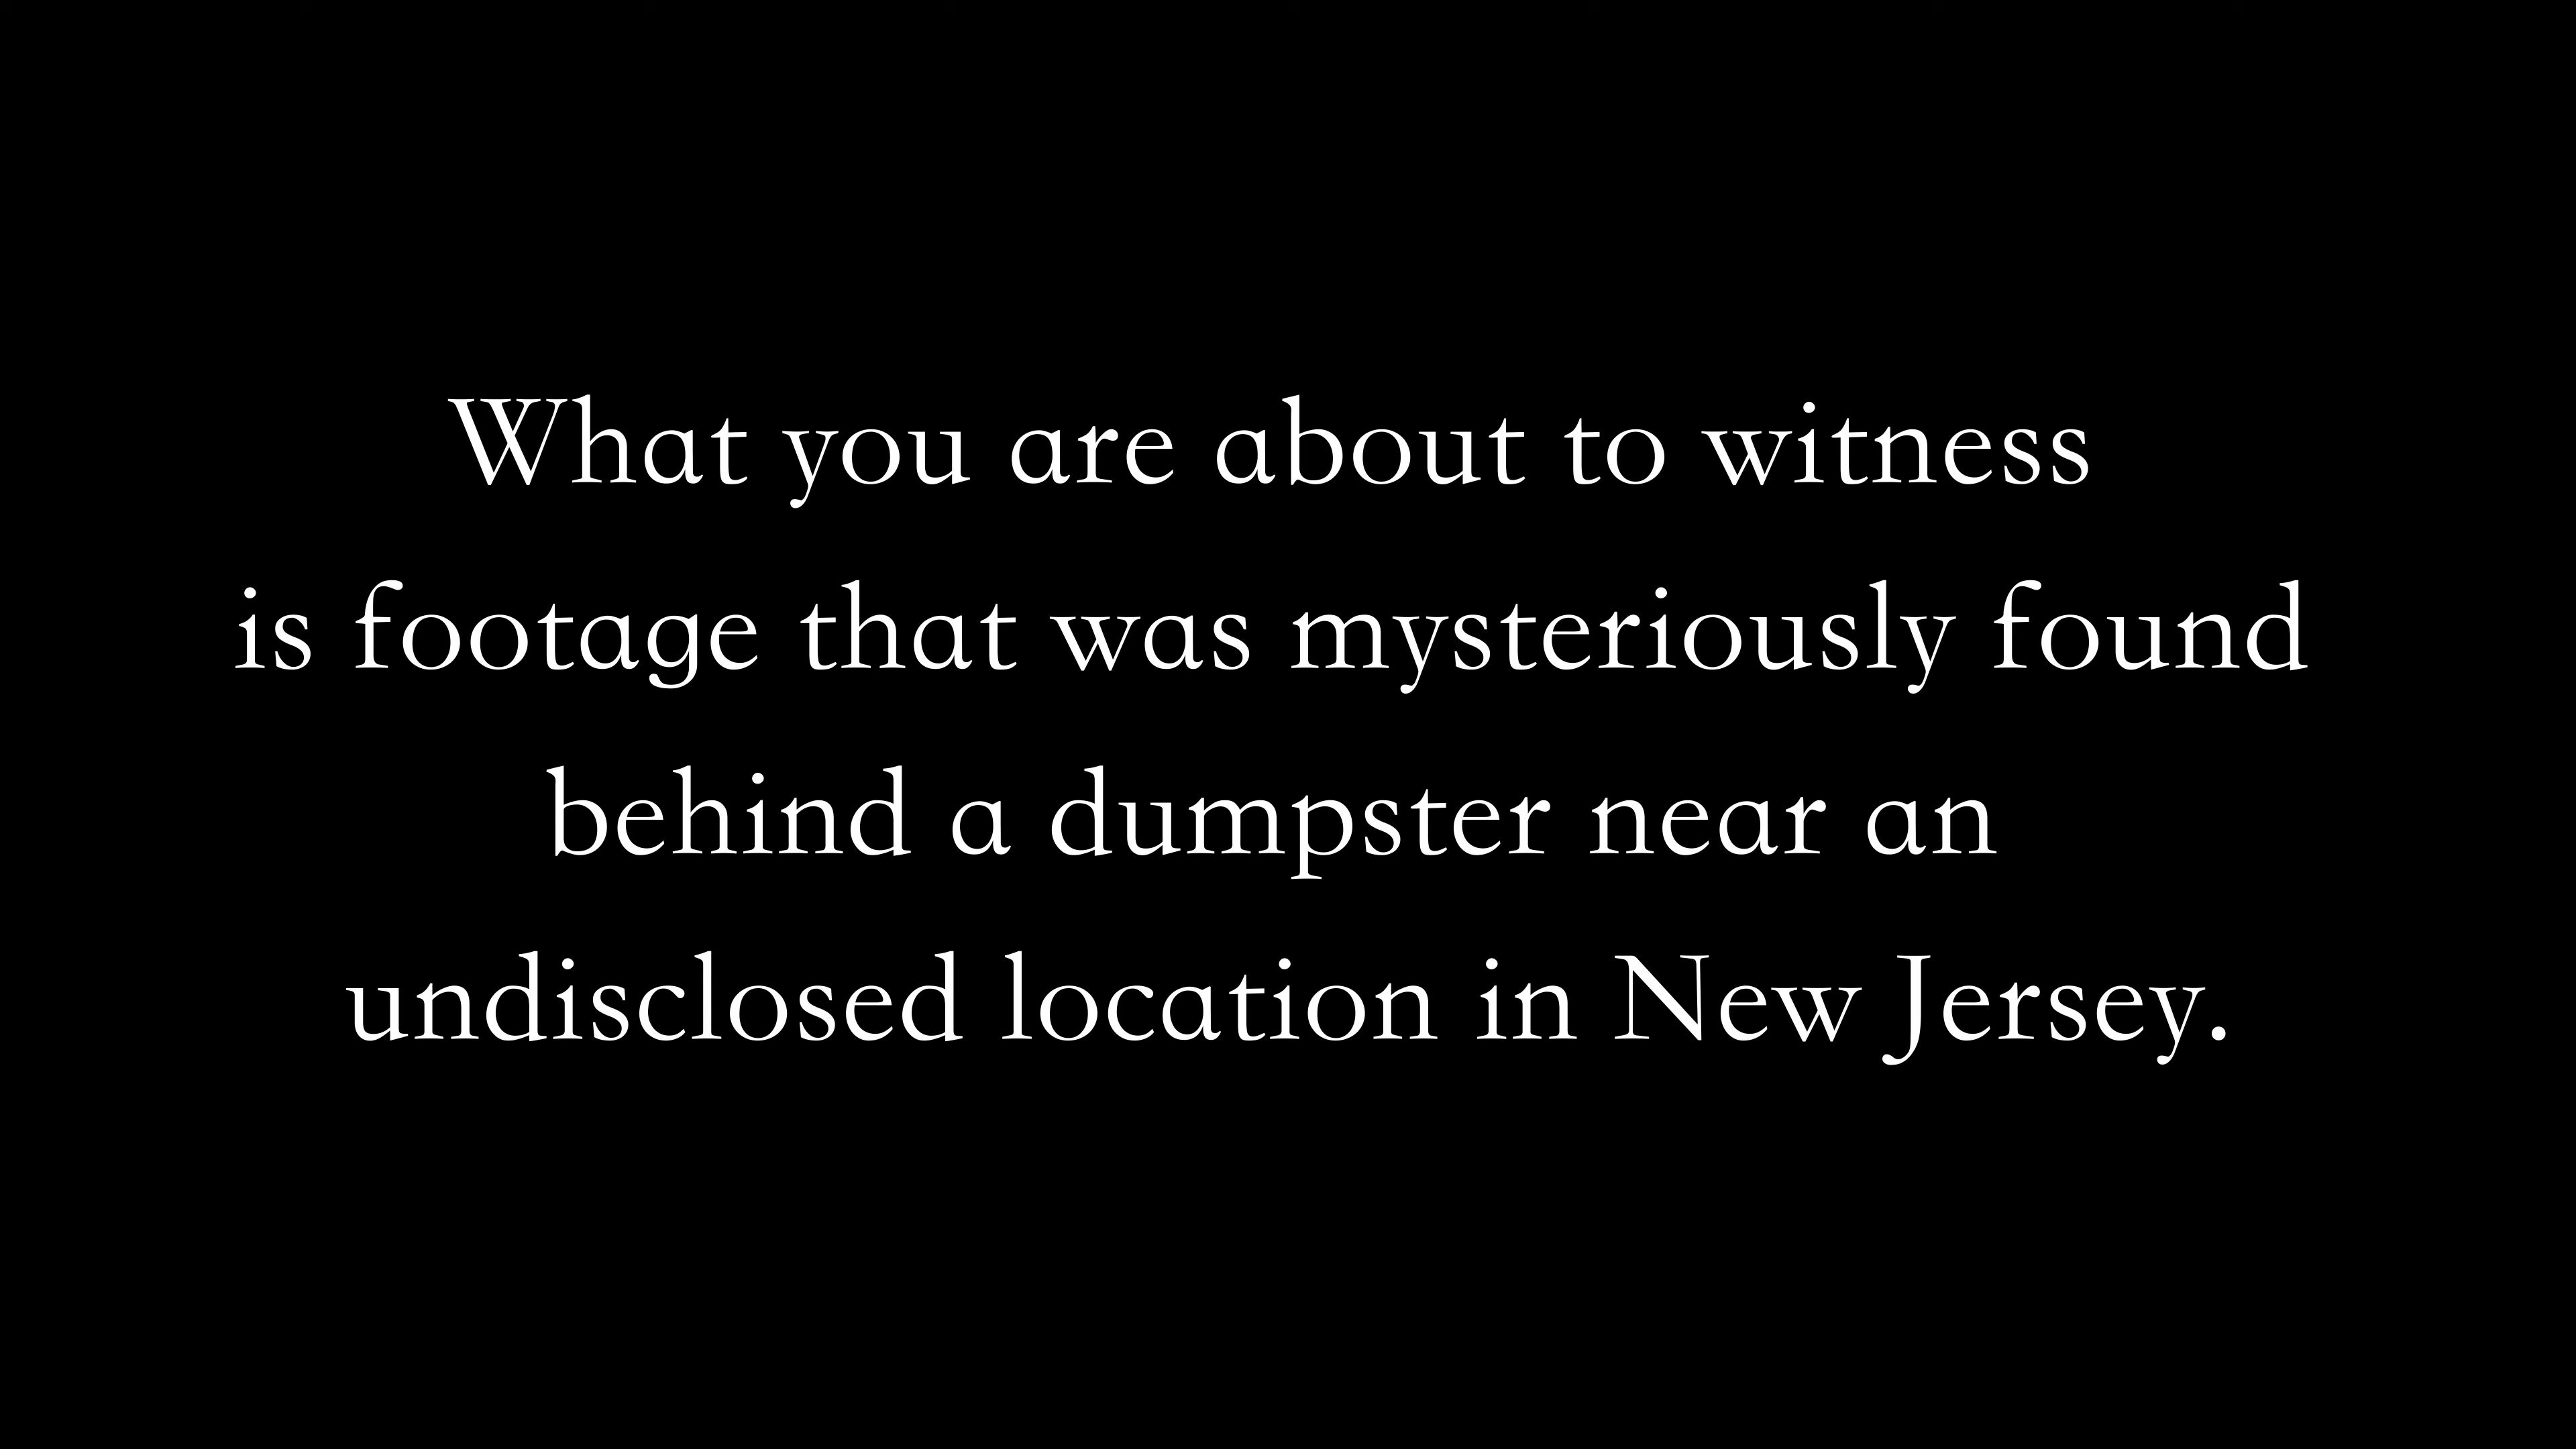 What you are about to witness
is footage that was mysteriously found
behind a dumpster near an
undisclosed location in New Jersey.